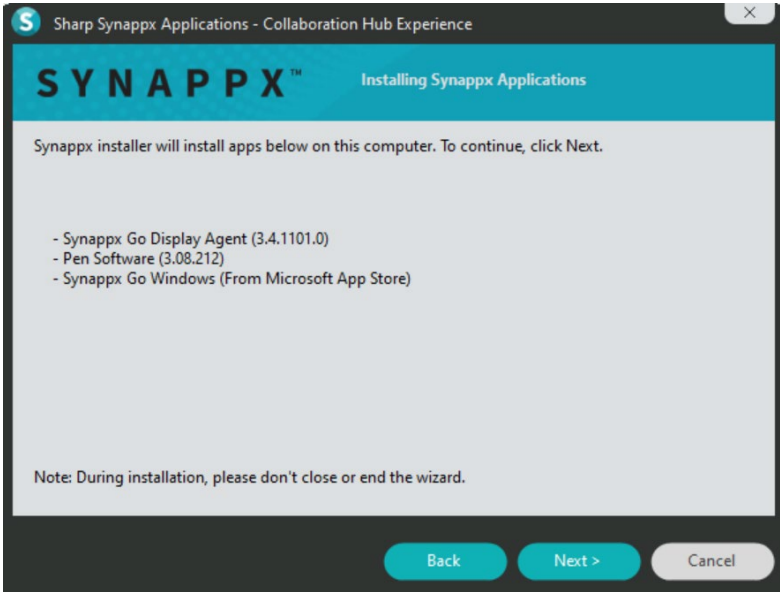 S Sharp Synappx Applications - Collaboration Hub Experience
SYNAPPX™ Installing Synappx Applications
Synappx installer will install apps below on this computer. To continue, click Next.
- Synappx Go Display Agent (3.4.1101.0)
- Pen Software (3.08.212)
- Synappx Go Windows (From Microsoft App Store)
Note: During installation, please don't close or end the wizard.
Back Next > Cancel